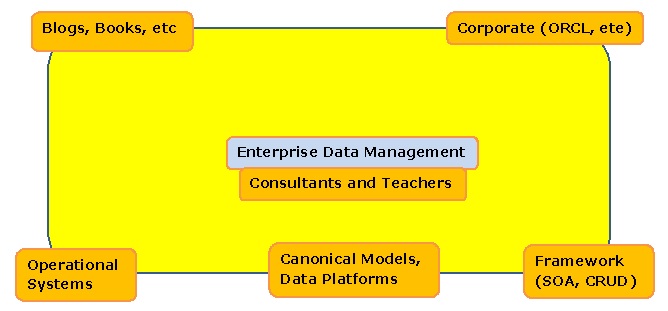 Blogs, Books, etc
Corporate (ORCL, ete)
Enterprise Data Management
Consultants and Teachers
Operational
Systems
Canonical Models,
Data Platforms
Framework
(SOA, CRUD)